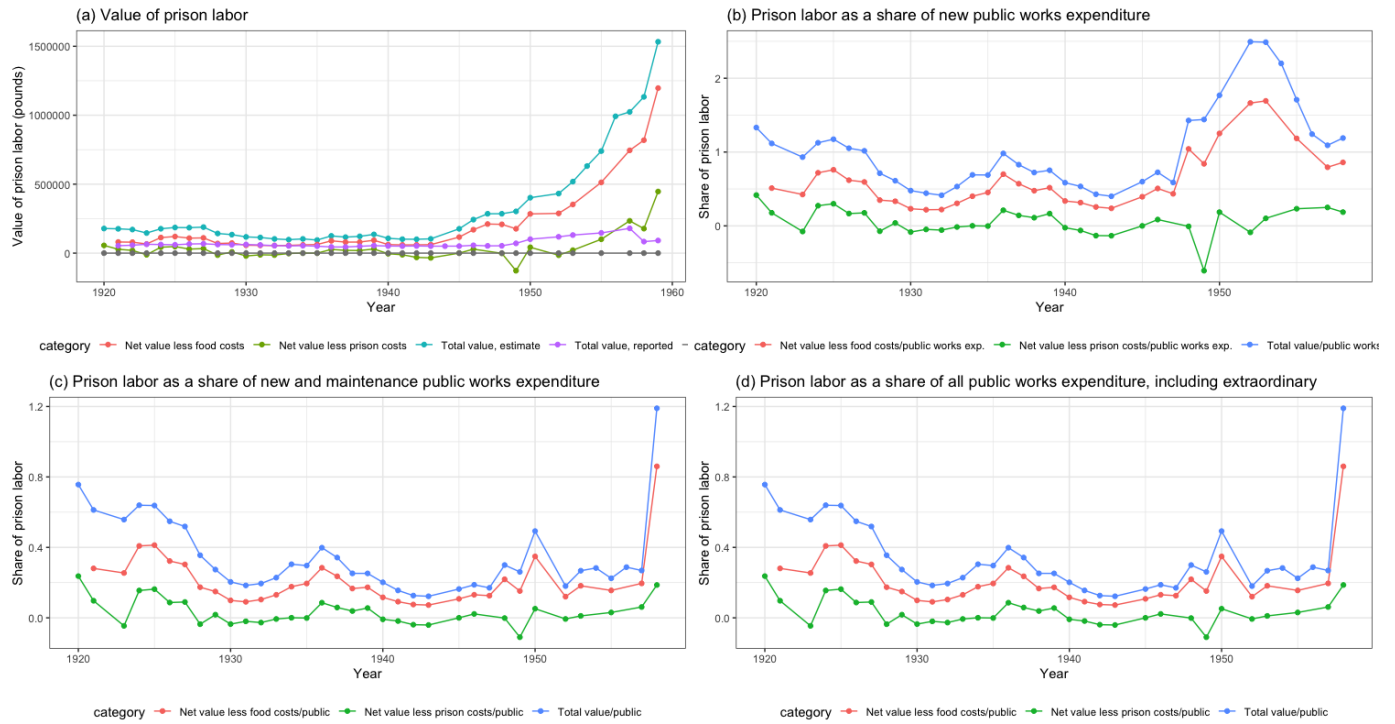 (a) Value of prison labor
Value of prison labor (pounds)
1500000
1000000
500000
0
1920 1930 1940 1950 1960
Year
category Net value less food costs Net value less prison costs Total value, estimate Total value, reported
(b) Prison labor as a share of new public works expenditure
Share of prison labor
2
1
0
1920 1930 1940 1950
Year
category Net value less food costs/public works exp. Net value less prison costs/public works exp. Total value/public works
(c) Prison labor as a share of new and maintenance public works expenditure
Share of prison labor
1.2
0.8
0.4
0.0
1920 1930 1940 1950
Year
category Net value less food costs/public Net value less prison costs/public Total value/public
(d) Prison labor as a share of all public works expenditure, including extraordinary
Share of prison labor
1.2
0.8
0.4
0.0
1920 1930 1940 1950
Year
category Net value less food costs/public Net value less prison costs/public Total value/public